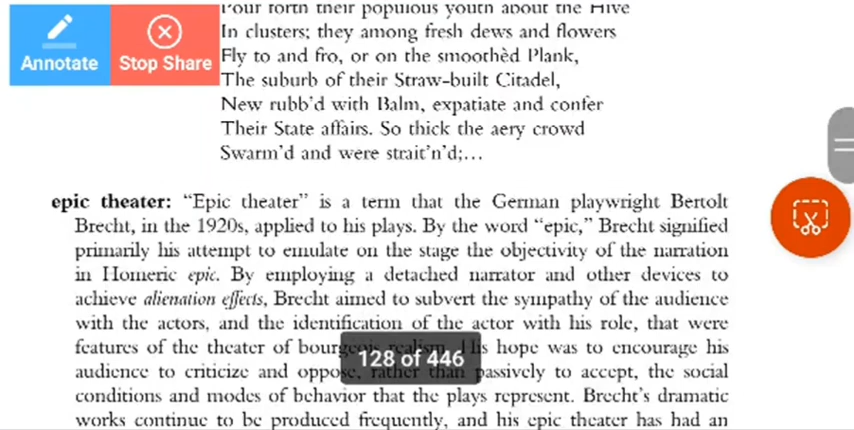 Pour forth their populous youth about the Hive
Annotate
Stop Share
In clusters; they among fresh dews and flowers
Fly to and fro, or on the smoothèd Plank,
The suburb of their Straw-built Citadel,
New rubb'd with Balm, expatiate and confer
Their State affairs. So thick the aery crowd
Swarm'd and were strait'n'd;…
epic theater: “Epic theater” is a term that the German playwright Bertolt
Brecht, in the 1920s, applied to his plays. By the word “epic,” Brecht signified
primarily his attempt to emulate on the stage the objectivity of the narration
in Homeric epic. By employing a detached narrator and other devices to
achieve alienation effects, Brecht aimed to subvert the sympathy of the audience
with the actors, and the identification of the actor with his role, that were
features of the theater of bourgeois realism. His hope was to encourage his
128 of 446
audience to criticize and oppose, rather than passively to accept, the social
conditions and modes of behavior that the plays represent. Brecht's dramatic
works continue to be produced frequently, and his epic theater has had an